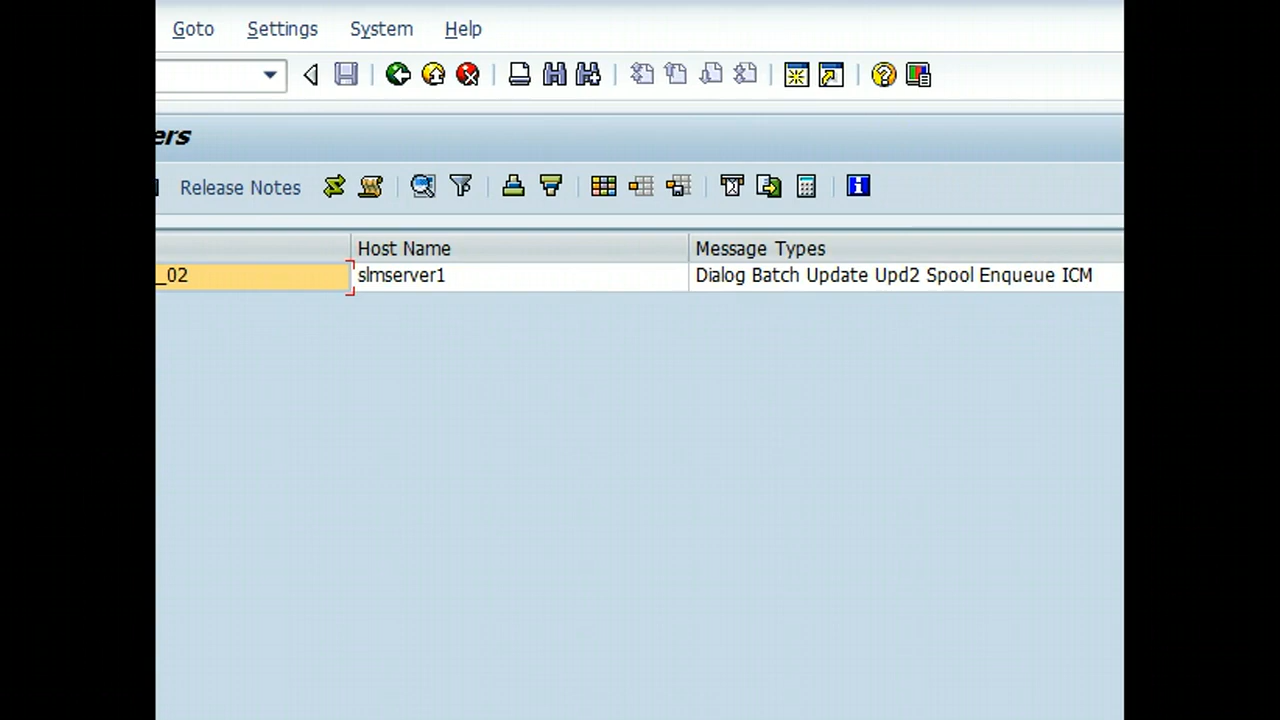 Goto Settings System Help
ers
Release Notes
Host Name Message Types
_02 slmserver1 Dialog Batch Update Upd2 Spool Enqueue ICM